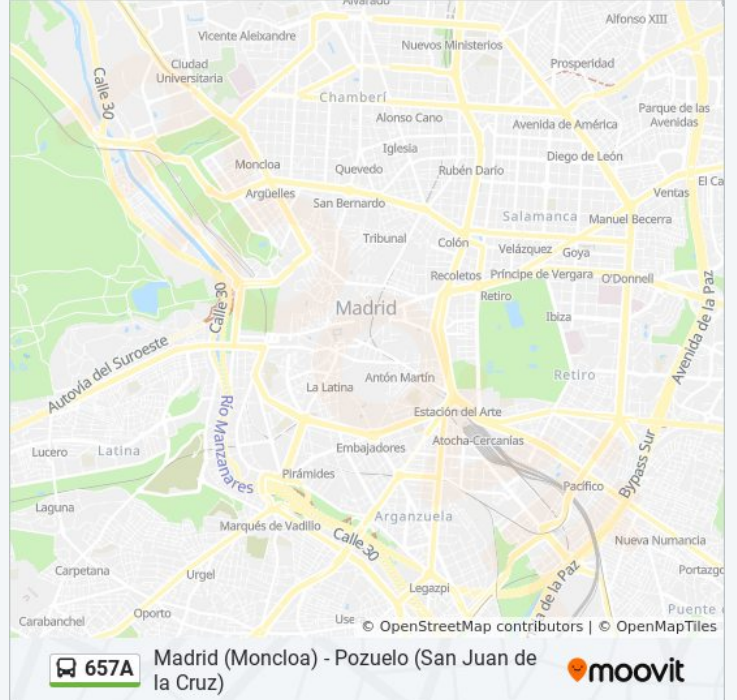 Alvarado
Alfonso XIII
Vicente Aleixandre
Nuevos Ministerios
Ciudad
Universitaria
Prosperidad
Calle 30
Chamberí
Parque de las
Avenidas
Alonso Cano
Avenida de América
Iglesia
Diego de León
Moncloa
Quevedo
Rubén Darío
El Ca
Argüelles
Ventas
San Bernardo
Salamanca
Manuel Becerra
Tribunal
Colón
Velázquez
Goya
Recoletos
Príncipe de Vergara
O'Donnell
Retiro
Calle 30
Madrid
Ibiza
Avenida de la Paz
Autovía del Suroeste
Retiro
Antón Martín
La Latina
Estación del Arte
Río Manzanares
Atocha-Cercanías
Embajadores
Lucero
Latina
Bypass Sur
Pirámides
Pacífico
Laguna
Arganzuela
Marqués de Vadillo
Calle 30
Nueva Numancia
Carpetana
Urgel
Portazgo
a de la Paz
Legazpi
Oporto
Puente
Carabanchel
Use
© OpenStreetMap contributors | © OpenMapTiles
657A
Madrid (Moncloa) - Pozuelo (San Juan de
la Cruz)
moovit